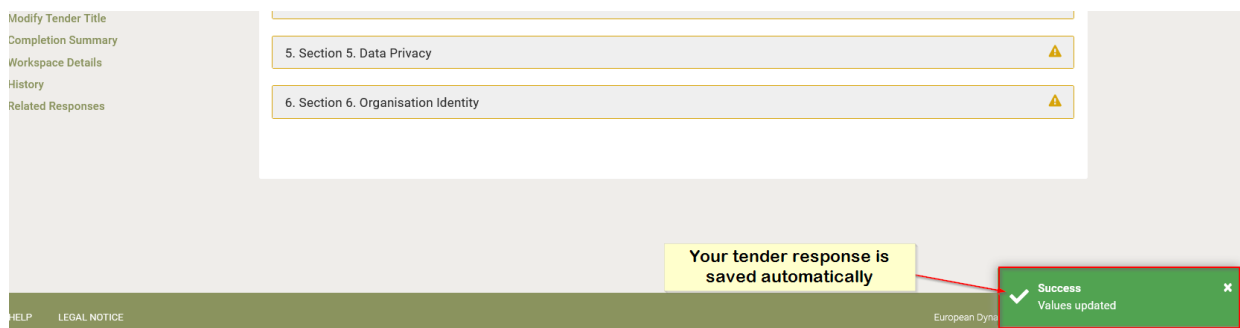 Modify Tender Title
Completion Summary
Workspace Details
History
Related Responses
5. Section 5. Data Privacy
6. Section 6. Organisation Identity
Your tender response is
saved automatically
Success
Values updated
HELP LEGAL NOTICE
European Dyna